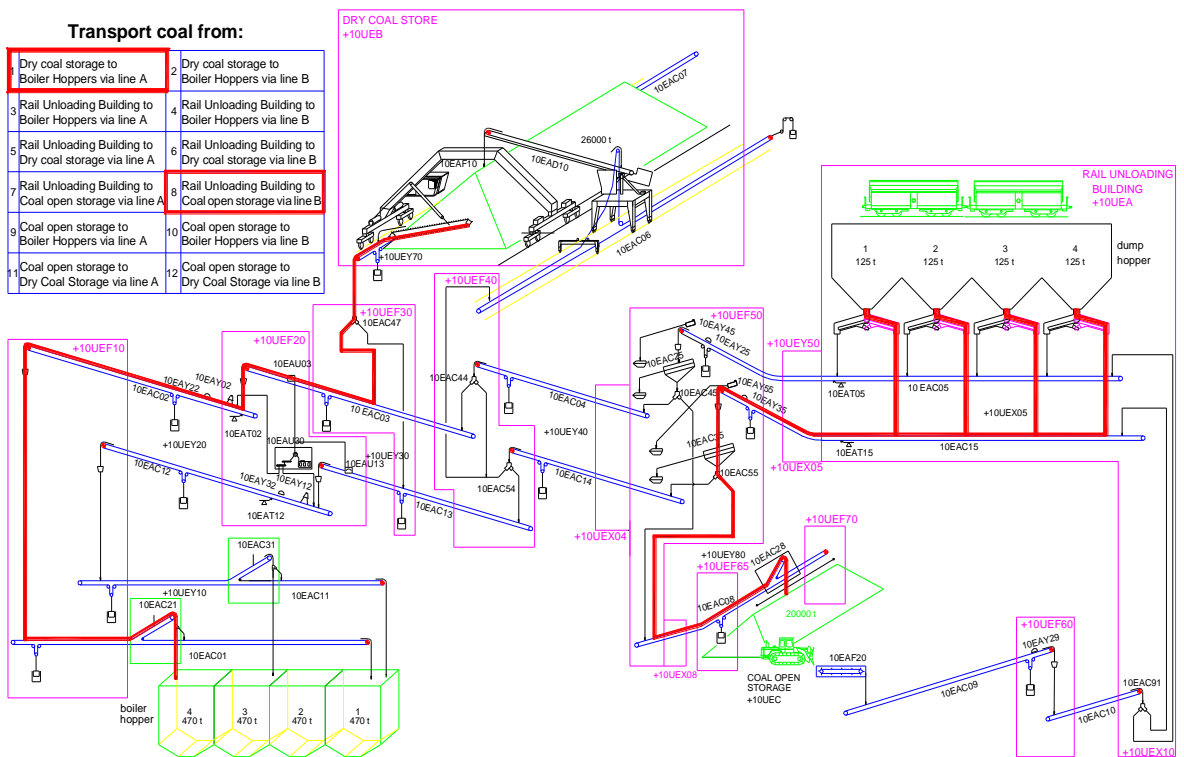 Transport coal from:
1 Dry coal storage to
Boiler Hoppers via line A
2 Dry coal storage to
Boiler Hoppers via line B
3 Rail Unloading Building to
Boiler Hoppers via line A
4 Rail Unloading Building to
Boiler Hoppers via line B
5 Rail Unloading Building to
Dry coal storage via line A
6 Rail Unloading Building to
Dry coal storage via line B
7 Rail Unloading Building to
Coal open storage via line A
8 Rail Unloading Building to
Coal open storage via line B
9 Coal open storage to
Boiler Hoppers via line A
10 Coal open storage to
Boiler Hoppers via line B
11 Coal open storage to
Dry Coal Storage via line A
12 Coal open storage to
Dry Coal Storage via line B
DRY COAL STORE
+10UEB
10EAC07
26000 t
10EAF10
10EAD10
10EAC06
+10UEY70
RAIL UNLOADING
BUILDING
+10UEA
1
125 t
2
125 t
3
125 t
4
125 t
dump
hopper
+10UEF40
+10UEF30
10EAC47
+10UEF20
+10UEF10
+10UEF50
+10UEY50
10EAY45
10EAY25
10EAC25
10EAC45
10EAY55
10EAY35
10EAC35
10EAC55
10EAT05
10EAC05
+10UEX05
10EAC15
10EAT15
+10UEX05
10EAU03
10EAY02
10EAY22
10EAC02
10EAT02
10EAC03
10EAC44
10EAC04
+10UEY20
10EAU30
+10UEY30
10EAU13
+10UEY40
10EAC12
10EAY32
10EAY12
10EAT12
10EAC13
10EAC54
10EAC14
+10UEX04
10EAC31
+10UEY10
10EAC11
10EAC21
10EAC01
+10UEF70
10EAC28
+10UEY80
+10UEF65
10EAC08
20000 t
+10UEX08
COAL OPEN
STORAGE
+10UEC
10EAF20
+10UEF60
10EAY29
10EAC09
10EAC91
10EAC10
+10UEX10
boiler
hopper
4
470 t
3
470 t
2
470 t
1
470 t